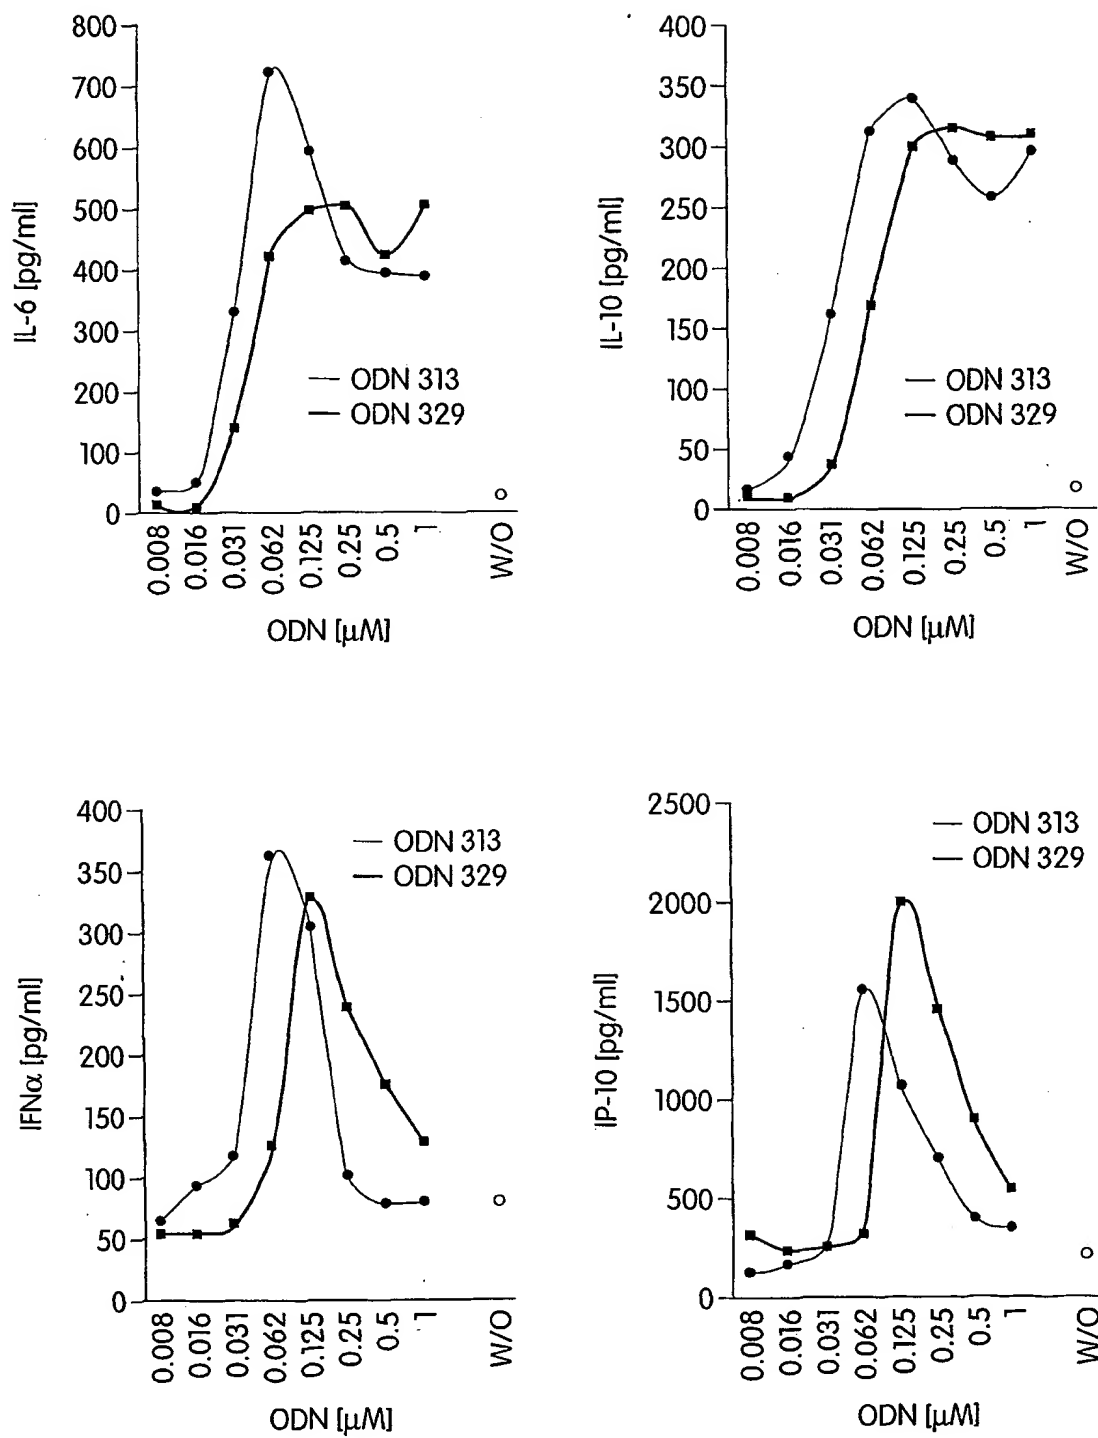 800
700
600
500
400
300
200
100
0
IL-6 [pg/ml]
ODN 313
ODN 329
0.008 0.016 0.031 0.062 0.125 0.25 0.5 1 W/O
ODN [μM]
400
350
300
250
200
150
100
50
0
IL-10 [pg/ml]
ODN 313
ODN 329
0.008 0.016 0.031 0.062 0.125 0.25 0.5 1 W/O
ODN [μM]
400
350
300
250
200
150
100
50
0
IFNα [pg/ml]
ODN 313
ODN 329
0.008 0.016 0.031 0.062 0.125 0.25 0.5 1 W/O
ODN [μM]
2500
2000
1500
1000
500
0
IP-10 [pg/ml]
ODN 313
ODN 329
0.008 0.016 0.031 0.062 0.125 0.25 0.5 1 W/O
ODN [μM]